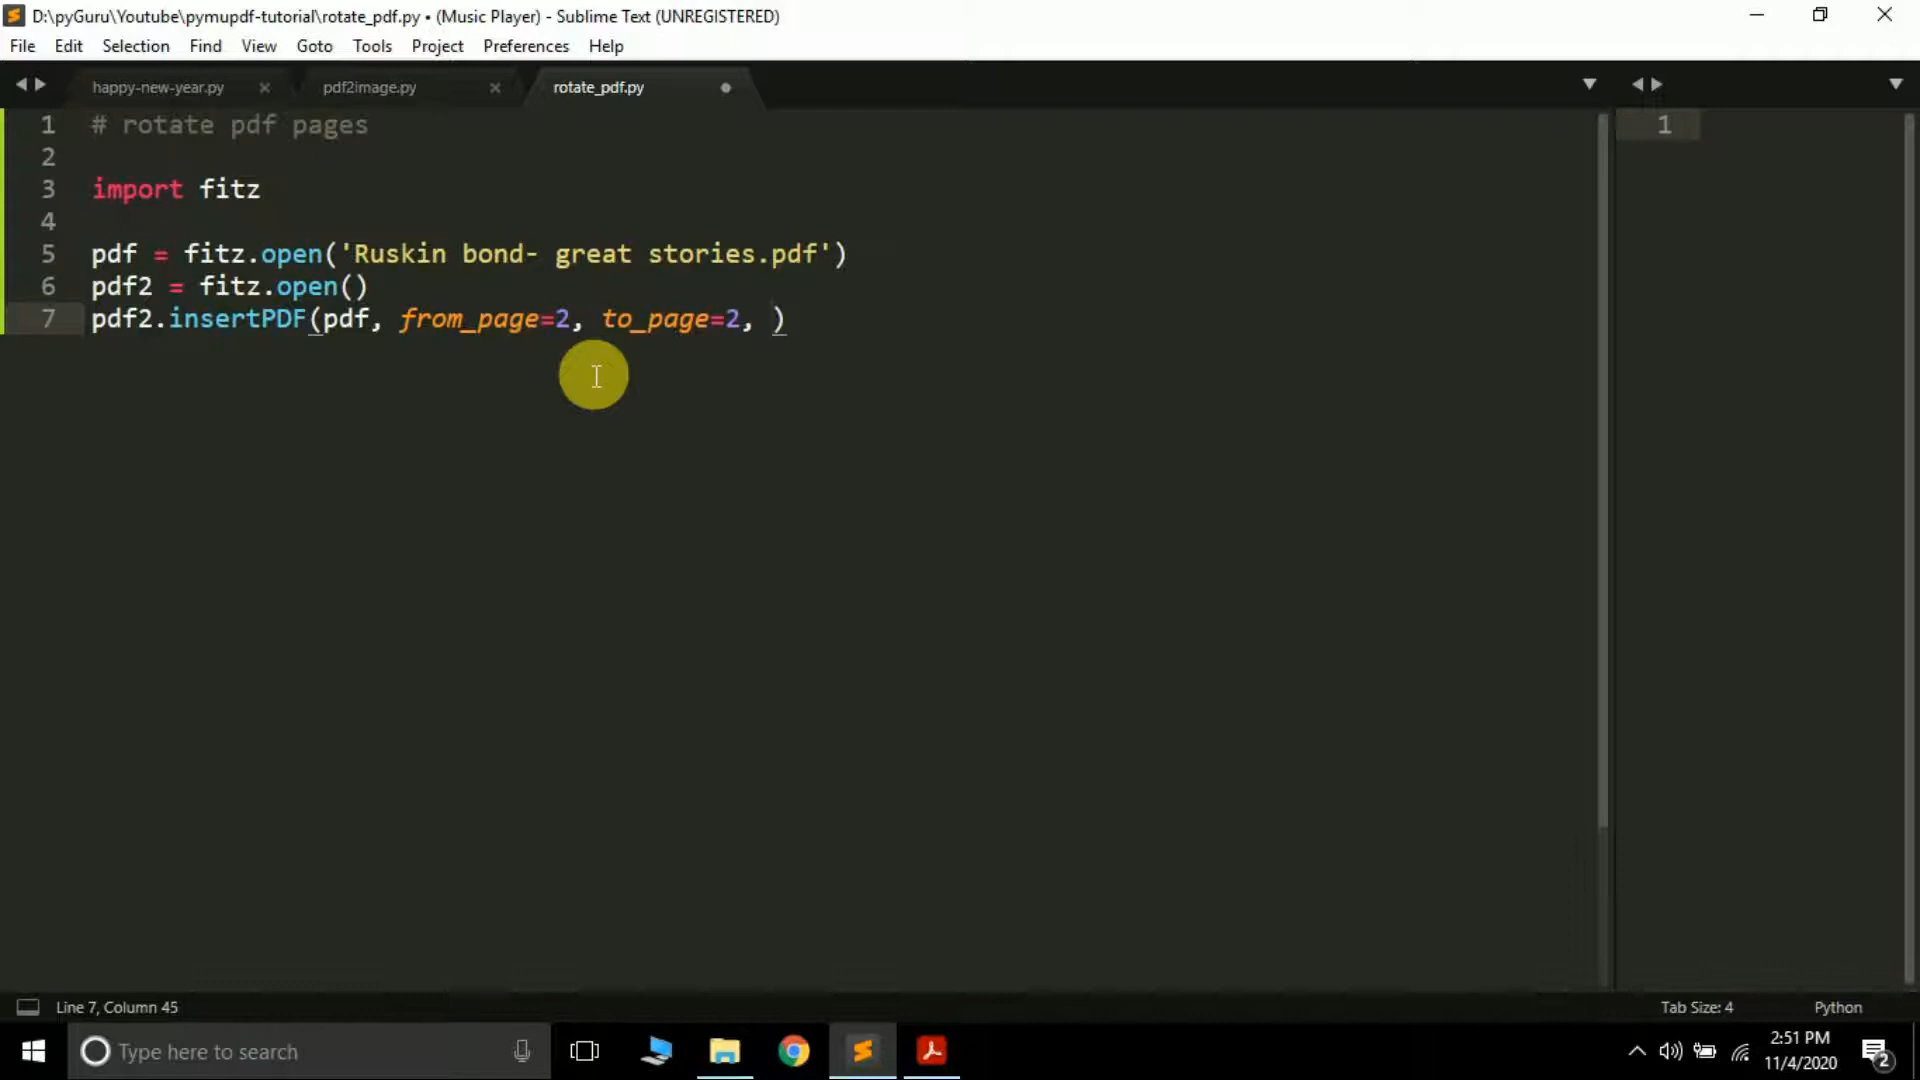 D:\pyGuru\Youtube\pymupdf-tutorial\rotate_pdf.py • (Music Player) - Sublime Text (UNREGISTERED)
File Edit Selection Find View Goto Tools Project Preferences Help
happy-new-year.py pdf2image.py rotate_pdf.py
1 # rotate pdf pages 1
2
3 import fitz
4
5 pdf = fitz.open('Ruskin bond- great stories.pdf')
6 pdf2 = fitz.open()
7 pdf2.insertPDF(pdf, from_page=2, to_page=2, )
Line 7, Column 45 Tab Size: 4 Python
Type here to search
2:51 PM
11/4/2020
2